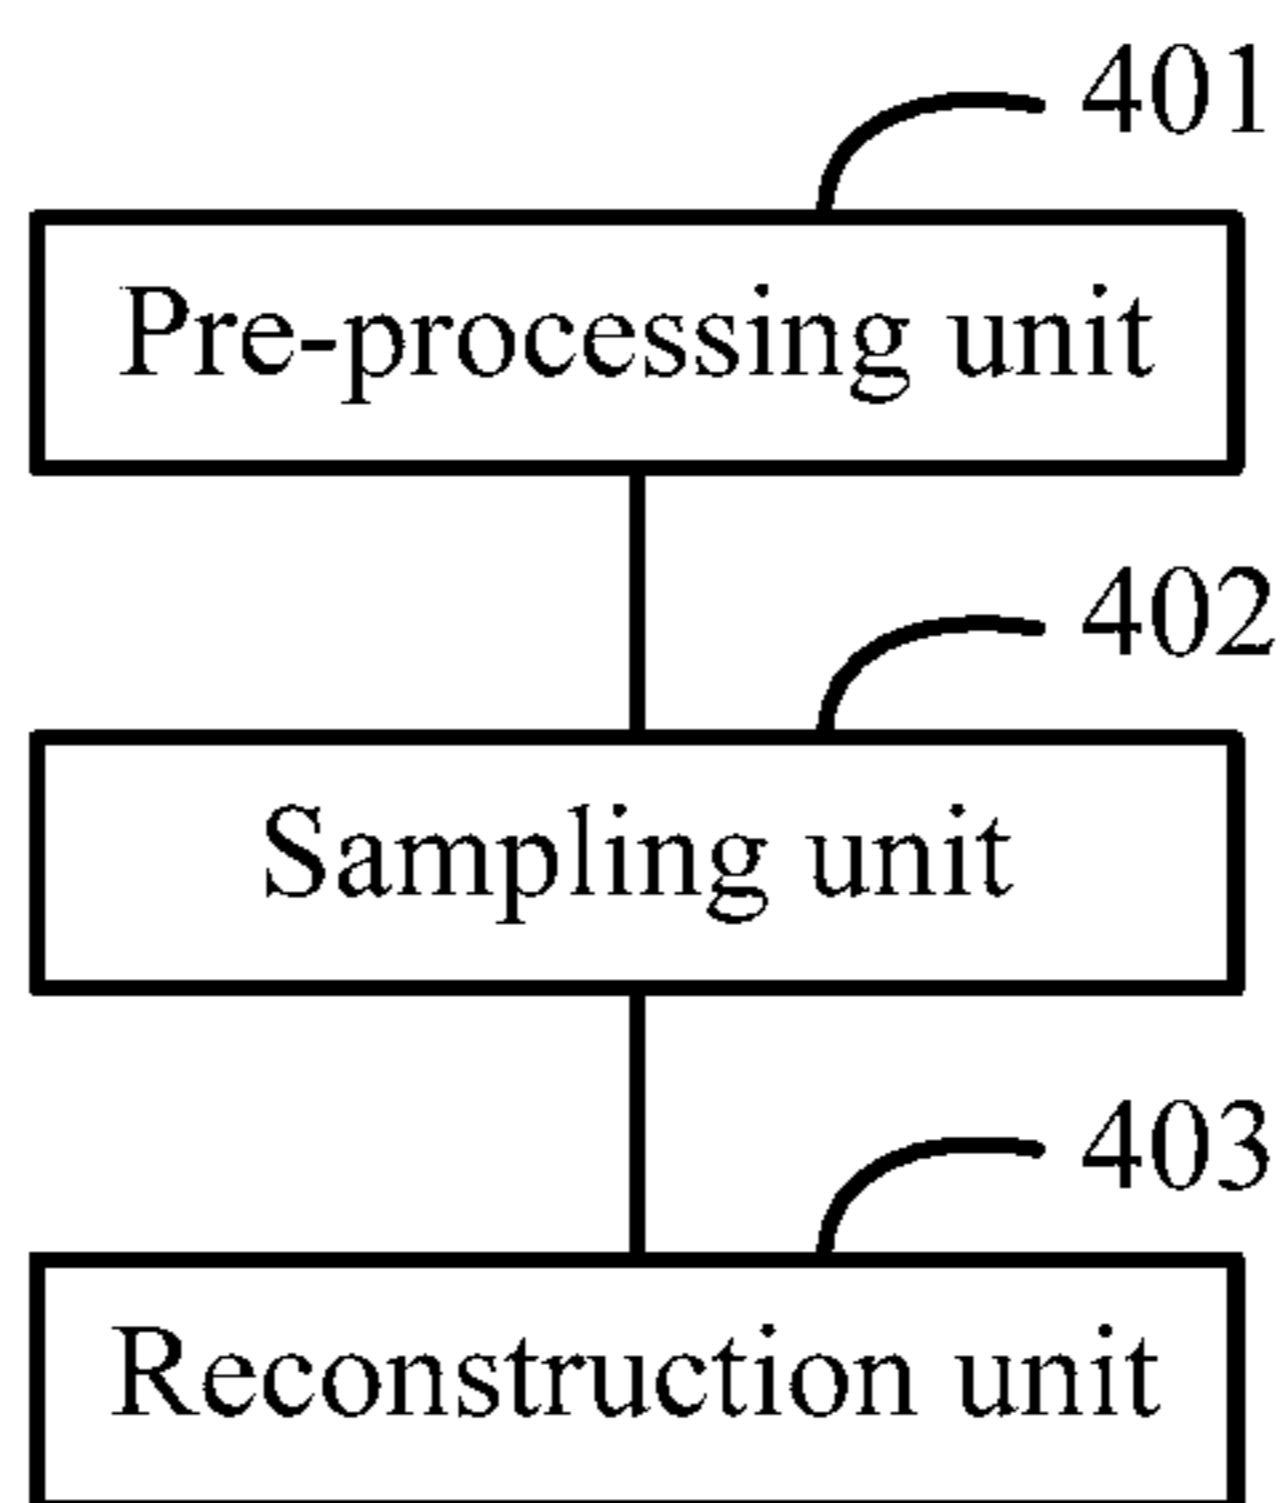 401
Pre-processing unit
402
Sampling unit
403
Reconstruction unit